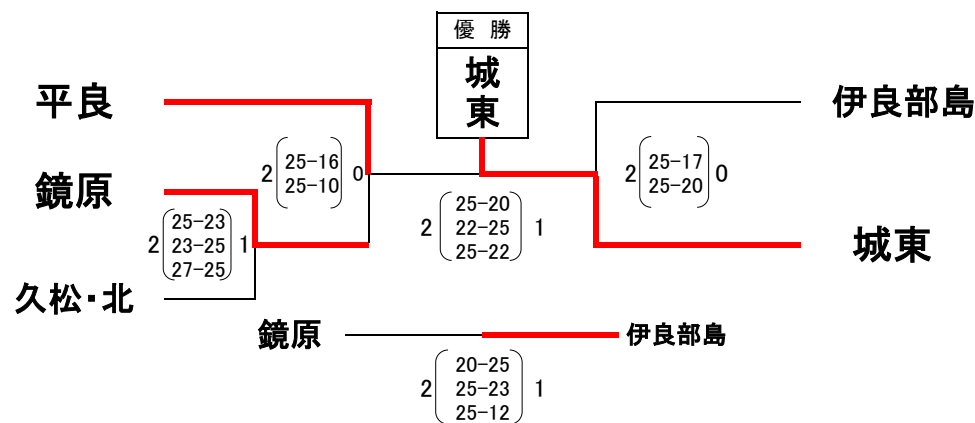 優 勝
城
東
平良
伊良部島
2 25-16 0
25-10
2 25-17 0
25-20
鏡原
2 25-23 1
23-25
27-25
2 25-20 1
22-25
25-22
城東
久松・北
鏡原
伊良部島
2 20-25 1
25-23
25-12